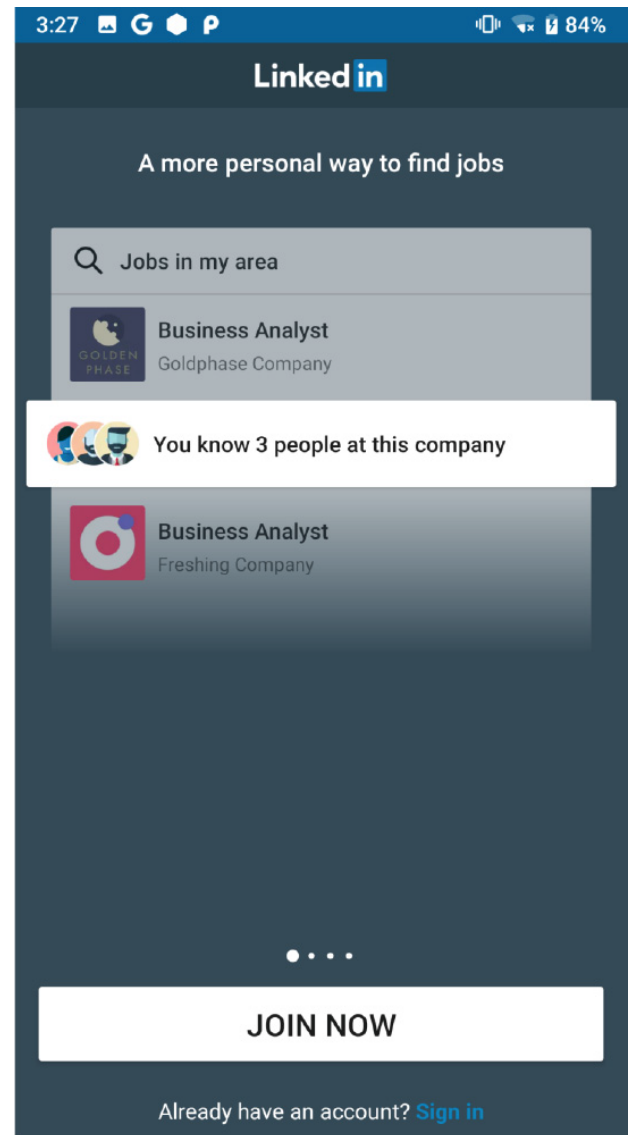 3:27 G P 84%
Linked in
A more personal way to find jobs
Jobs in my area
GOLDEN
PHASE
Business Analyst
Goldphase Company
You know 3 people at this company
Business Analyst
Freshing Company
JOIN NOW
Already have an account? Sign in